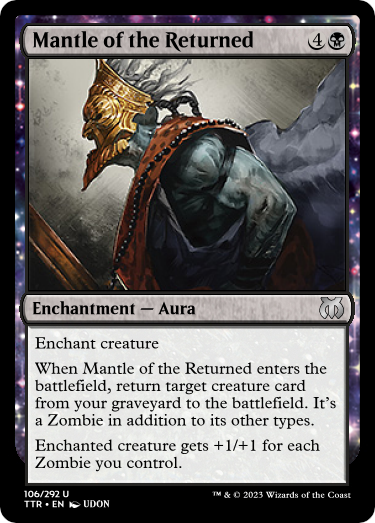 Mantle of the Returned 4
Enchantment — Aura
Enchant creature
When Mantle of the Returned enters the
battlefield, return target creature card
from your graveyard to the battlefield. It's
a Zombie in addition to its other types.
Enchanted creature gets +1/+1 for each
Zombie you control.
106/292 U
TTR • EN UDON
™ & © 2023 Wizards of the Coast